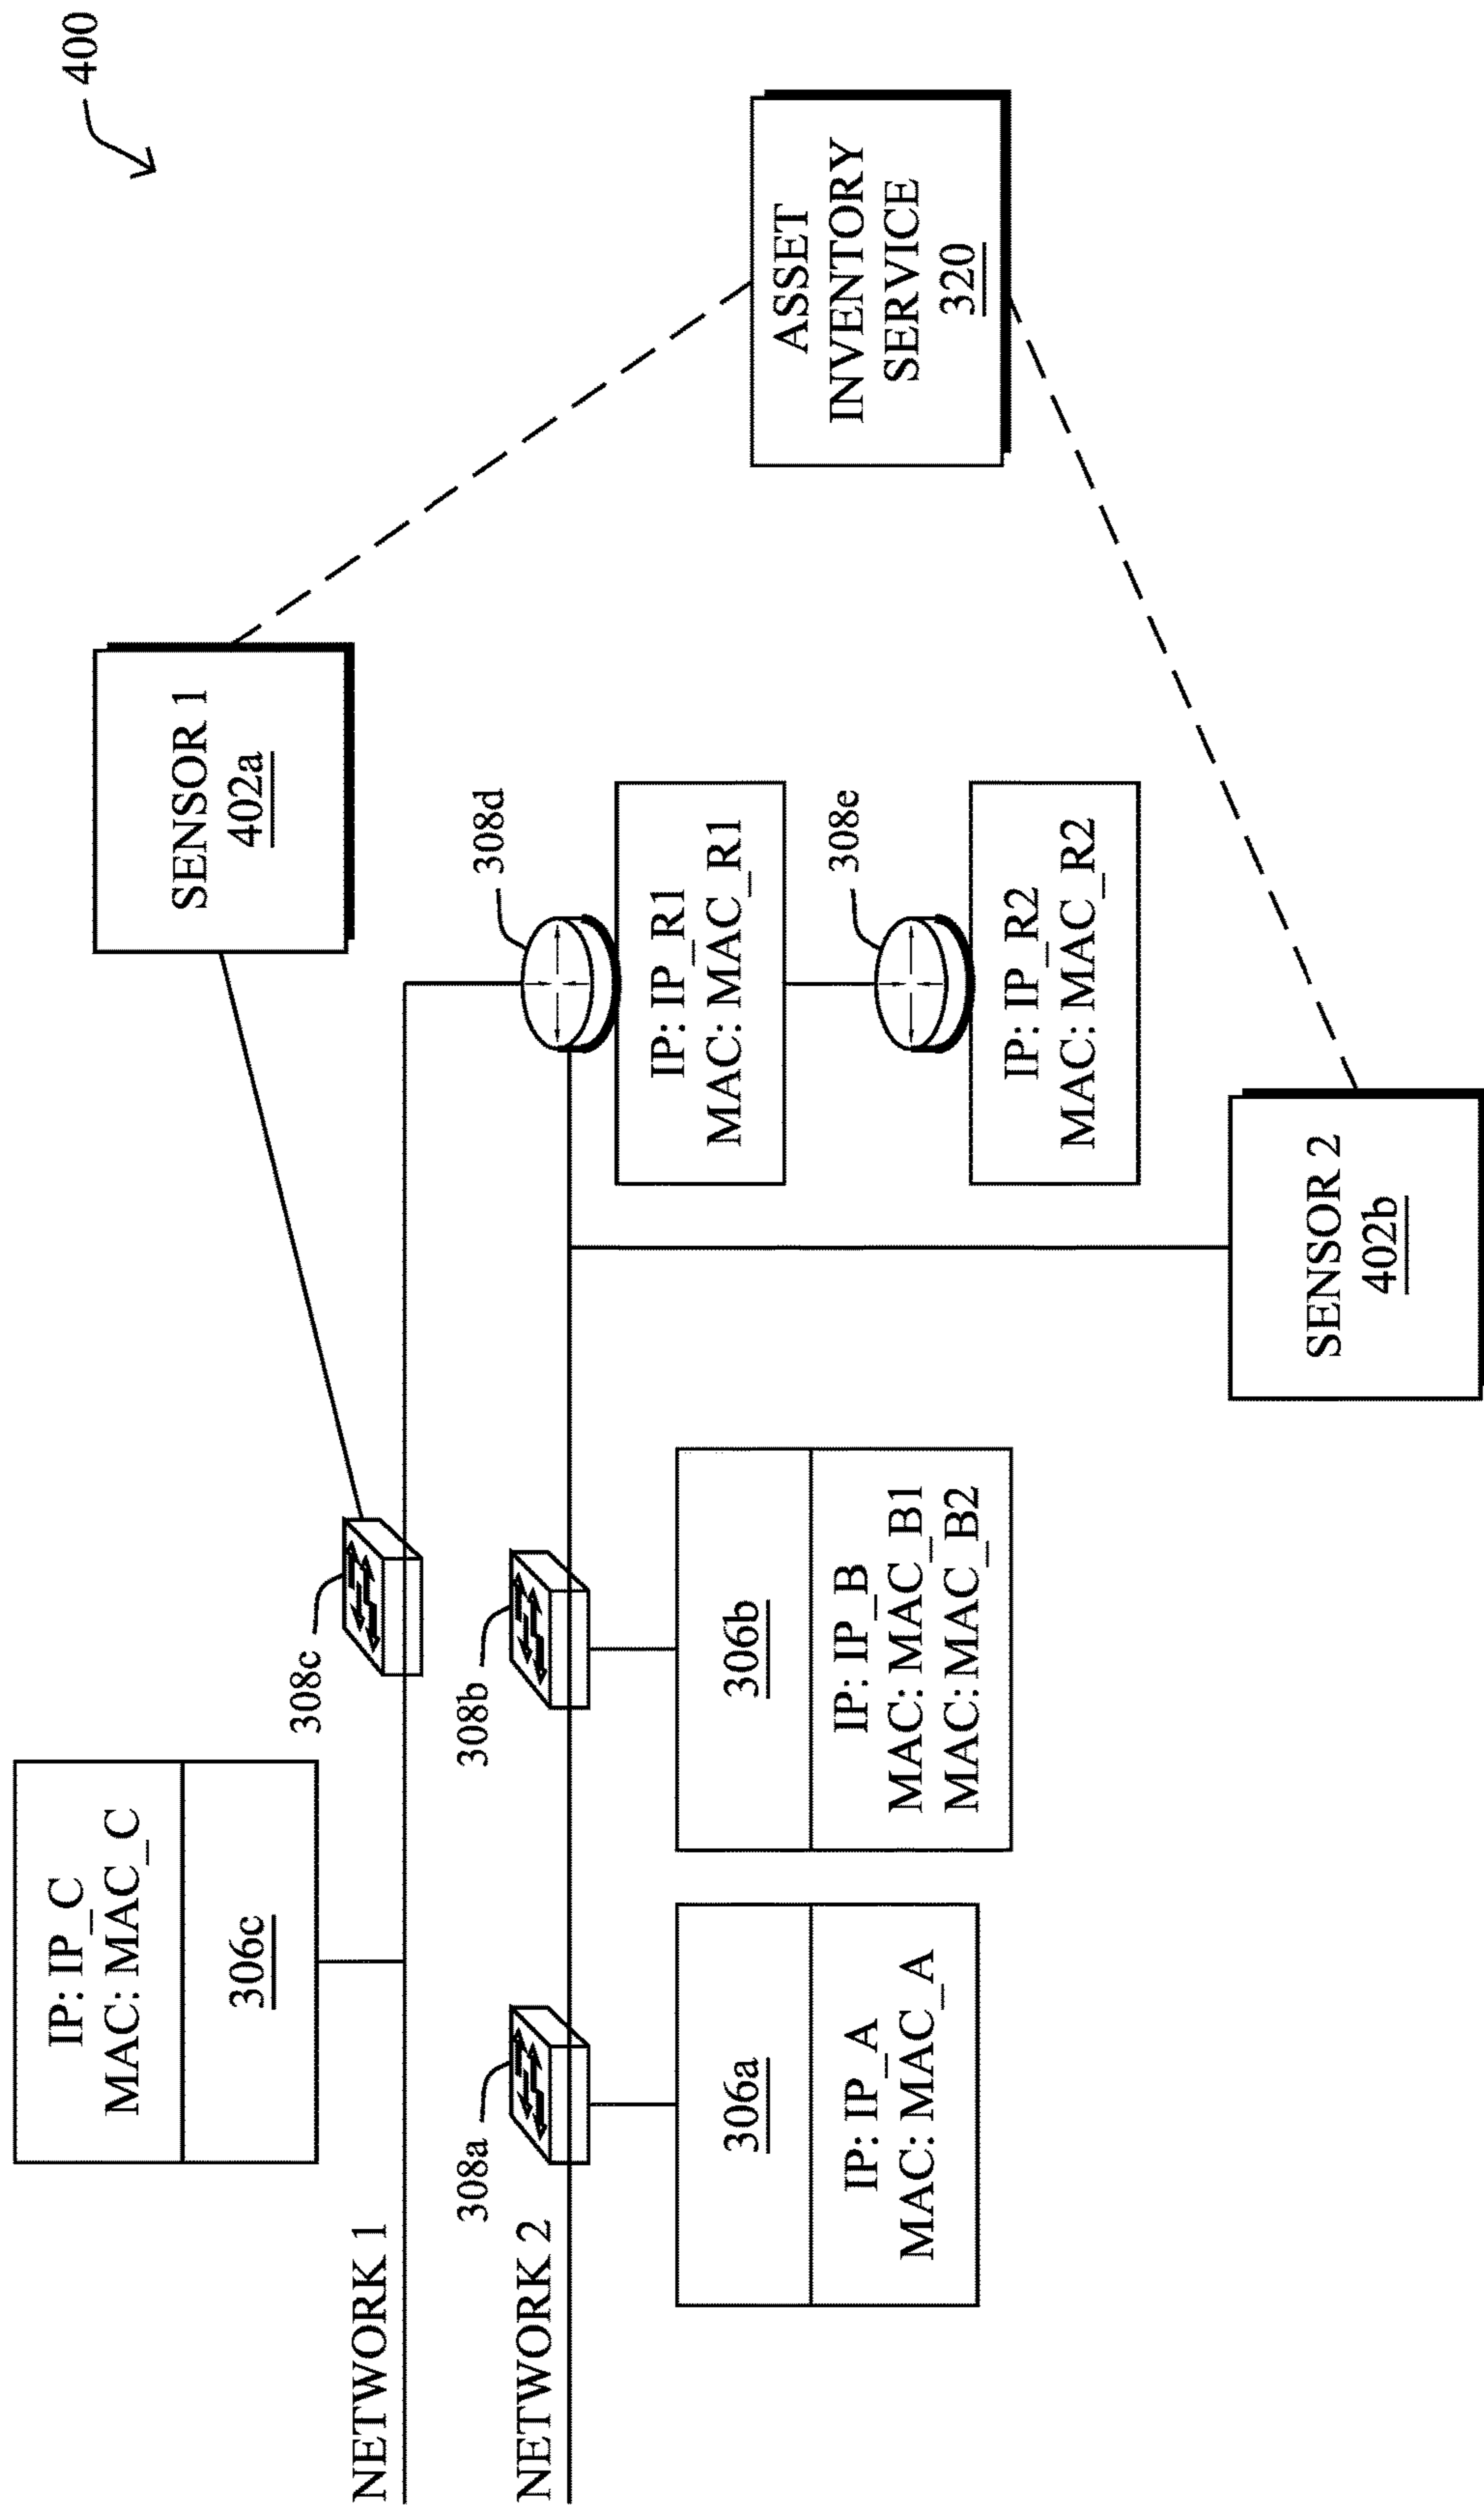 400
IP: IP_C
MAC: MAC_C
306c
SENSOR 1
402a
NETWORK 1
308c
308d
ASSET
INVENTORY
SERVICE
320
NETWORK 2
308a
308b
IP: IP_R1
MAC: MAC_R1
308e
306a
IP: IP_A
MAC: MAC_A
306b
IP: IP_B
MAC: MAC_B1
MAC: MAC_B2
IP: IP_R2
MAC: MAC_R2
SENSOR 2
402b